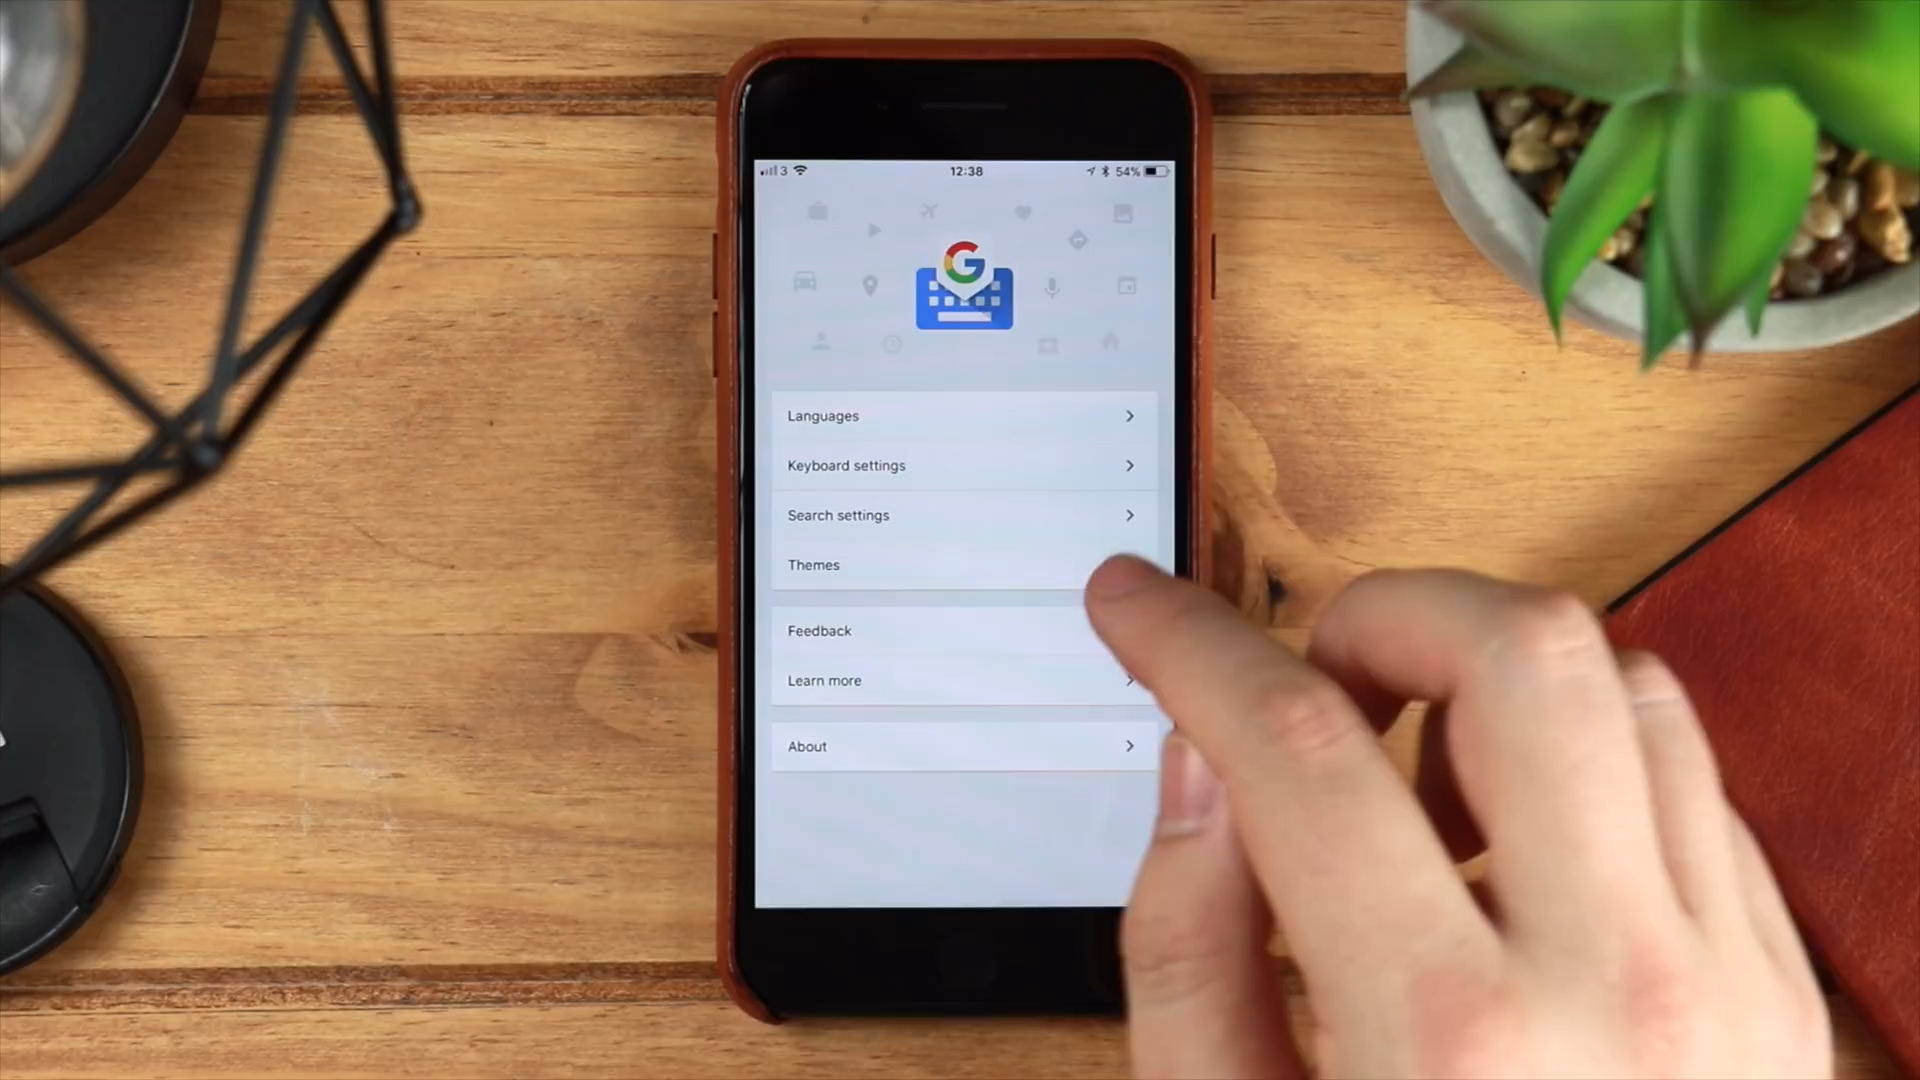 3 12:38 54%
G
Languages
Keyboard settings
Search settings
Themes
Feedback
Learn more
About